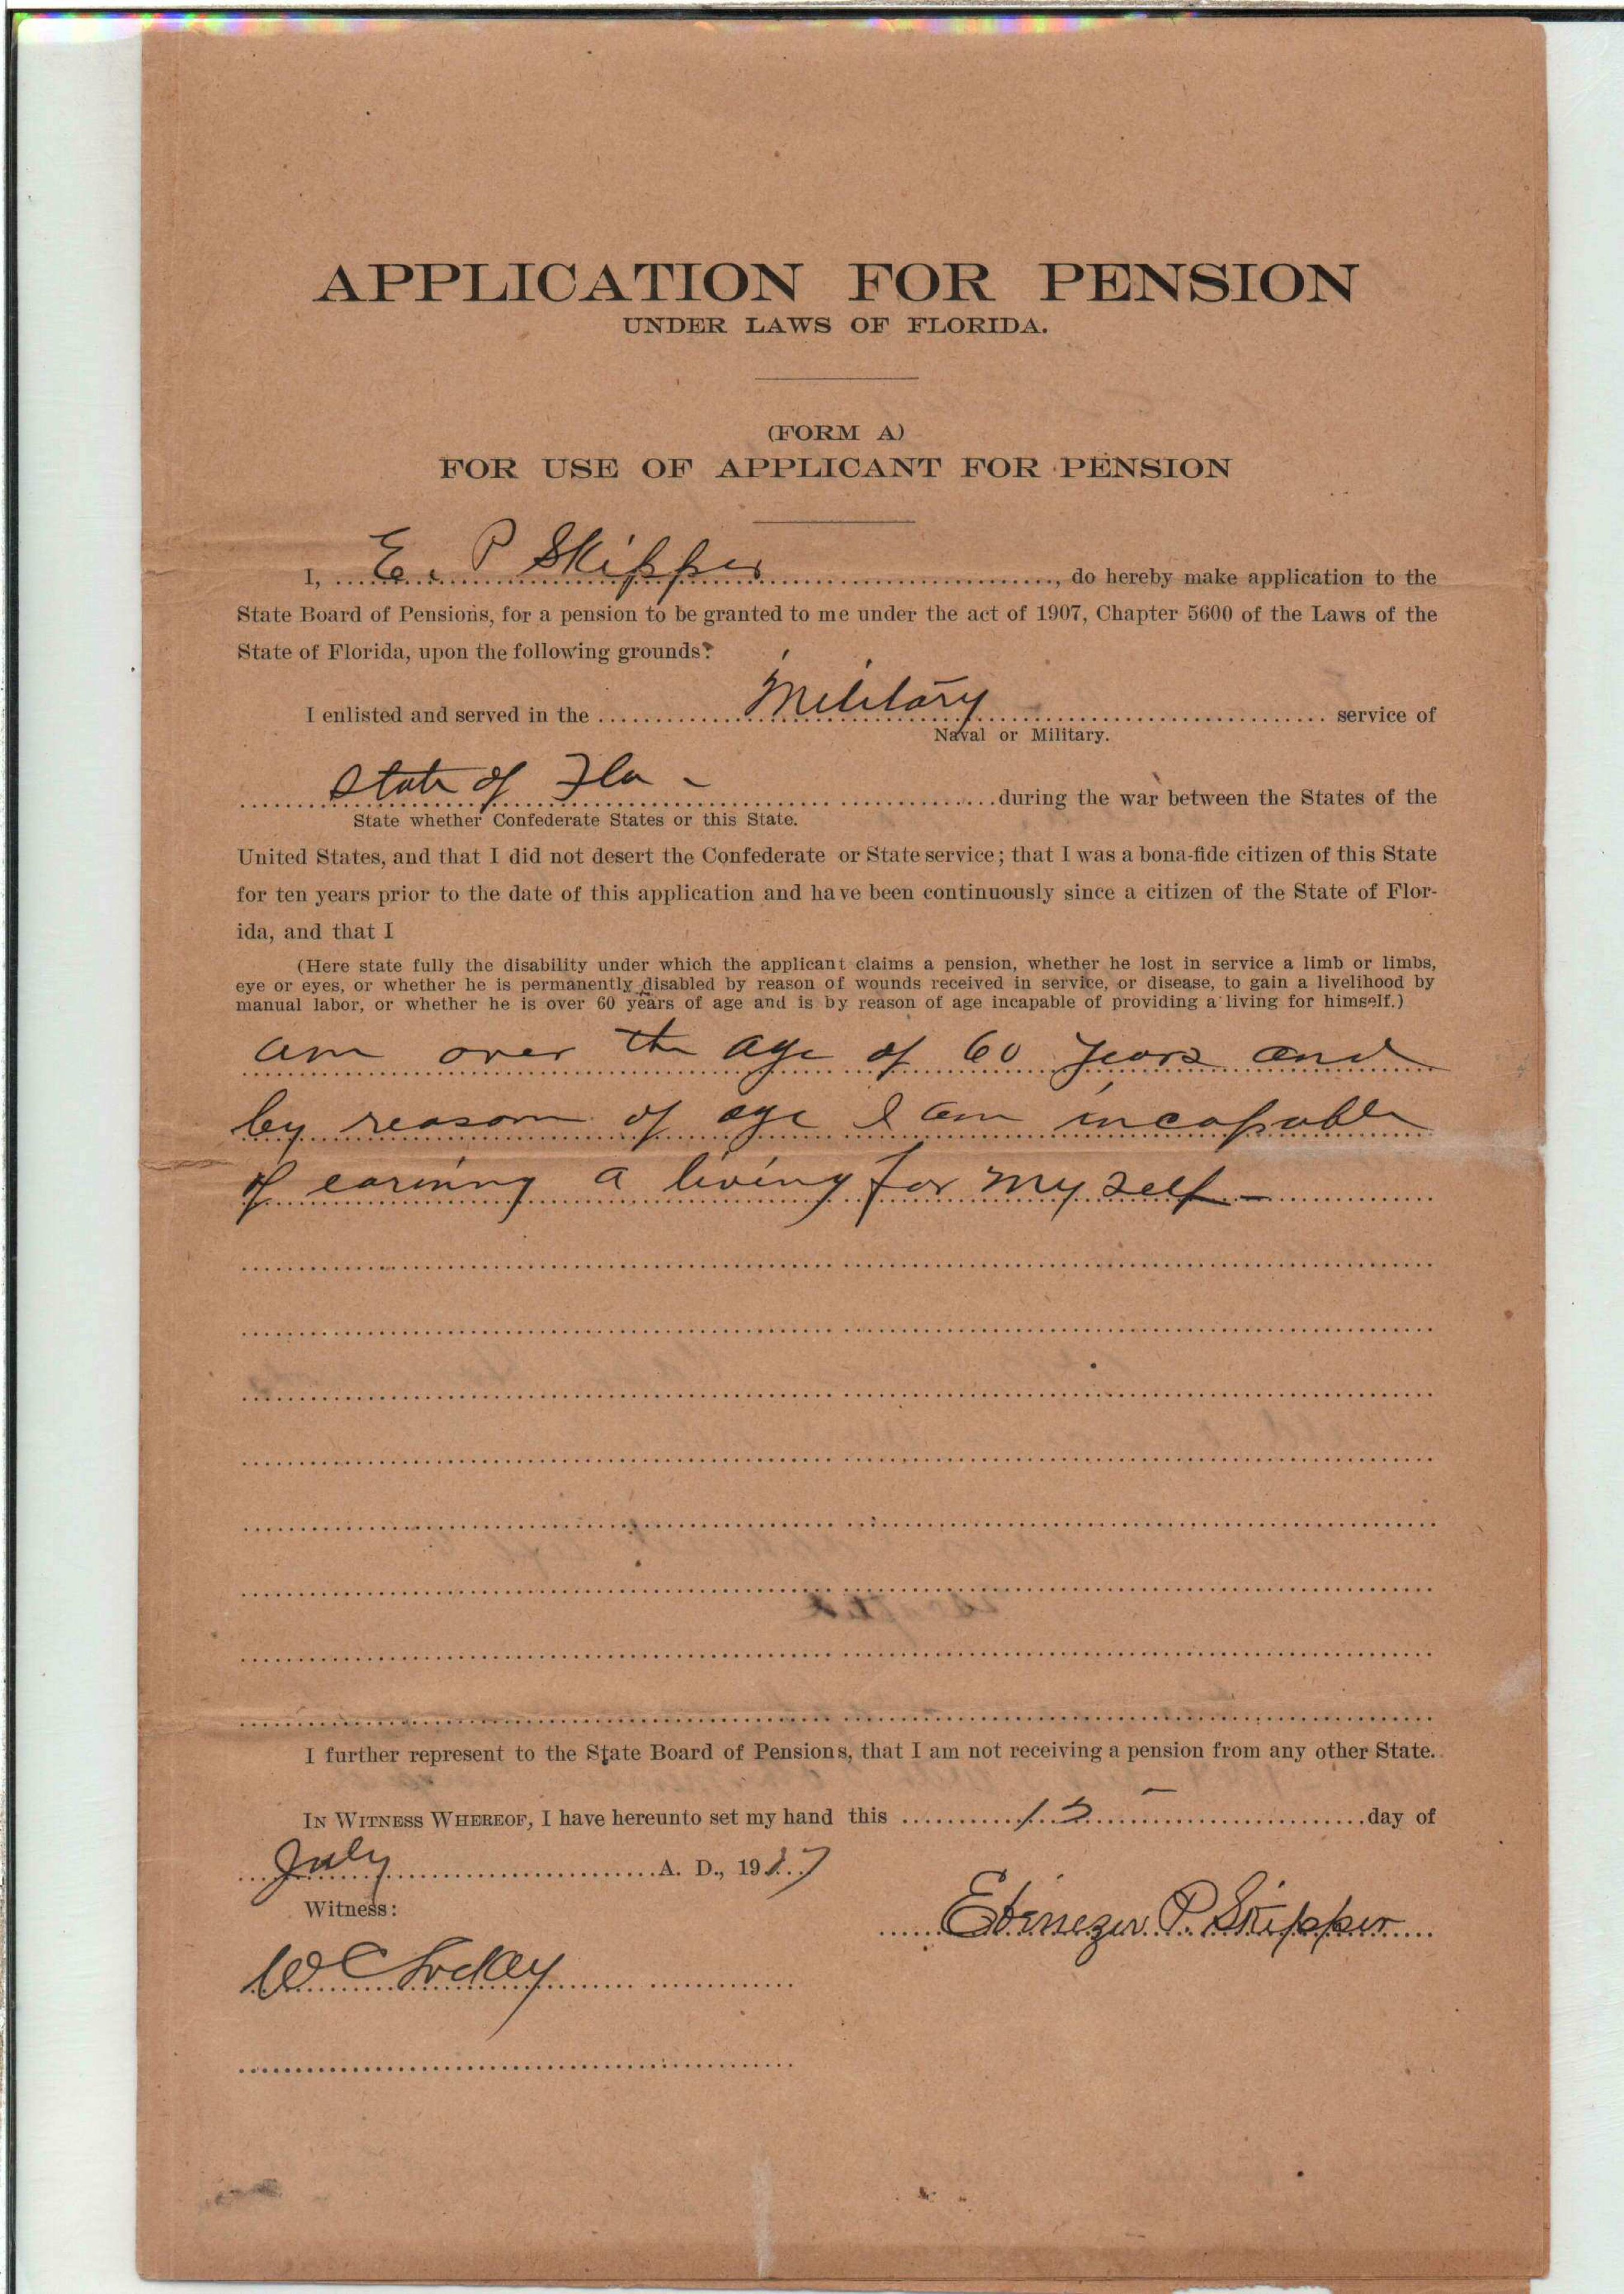 APPLICATION FOR PENSION
UNDER LAWS OF FLORIDA.
(FORM A)
FOR USE OF APPLICANT FOR PENSION
I, E. P Skipper, do hereby make application to the
State Board of Pensions, for a pension to be granted to me under the act of 1907, Chapter 5600 of the Laws of the
State of Florida, upon the following grounds?
I enlisted and served in the Military service of
Naval or Military.
State of Fla - during the war between the States of the
State whether Confederate States or this State.
United States, and that I did not desert the Confederate or State service; that I was a bona-fide citizen of this State
for ten years prior to the date of this application and have been continuously since a citizen of the State of Flor-
ida, and that I
(Here state fully the disability under which the applicant claims a pension, whether he lost in service a limb or limbs,
eye or eyes, or whether he is permanently disabled by reason of wounds received in service, or disease, to gain a livelihood by
manual labor, or whether he is over 60 years of age and is by reason of age incapable of providing a living for himself.)
am over the age of 60 years and
by reason of age I am incapable
of earning a living for my self -
I further represent to the State Board of Pensions, that I am not receiving a pension from any other State.
IN WITNESS WHEREOF, I have hereunto set my hand this day of
July A. D., 19
Witness:
Ebenezer P. Skipper
W C